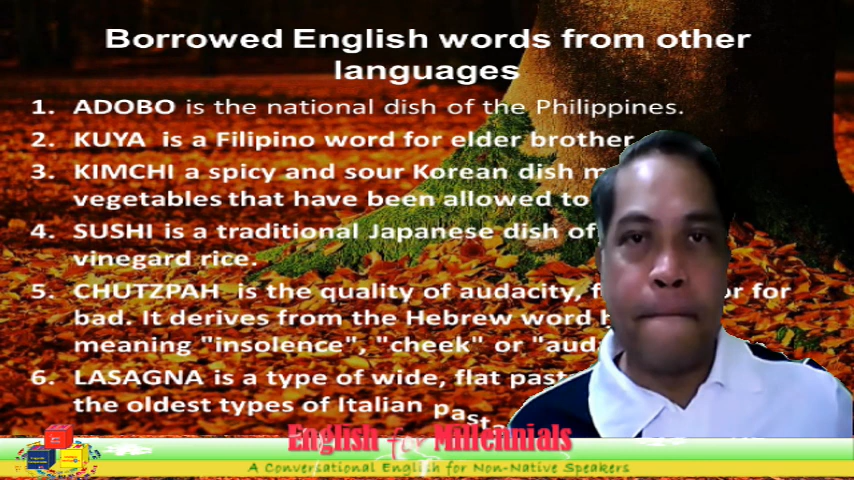 Borrowed English words from other
languages
1. ADOBO is the national dish of the Philippines.
2. KUYA is a Filipino word for elder brother
3. KIMCHI a spicy and sour Korean dish
vegetables that have been allowed to
4. SUSHI is a traditional Japanese dish of
vinegard rice.
5. CHUTZPAH is the quality of audacity, or for
bad. It derives from the Hebrew word
meaning "insolence", "cheek" or
6. LASAGNA is a type of wide, flat
the oldest types of Italian pasta
English for Millennials
A Conversational English for Non-Native Speakers